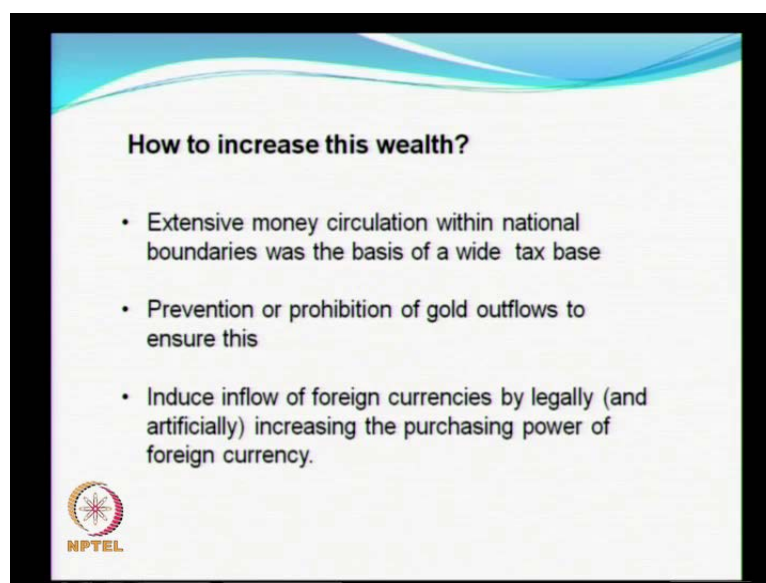 How to increase this wealth?
• Extensive money circulation within national
boundaries was the basis of a wide tax base
• Prevention or prohibition of gold outflows to
ensure this
• Induce inflow of foreign currencies by legally (and
artificially) increasing the purchasing power of
foreign currency.
NPTEL